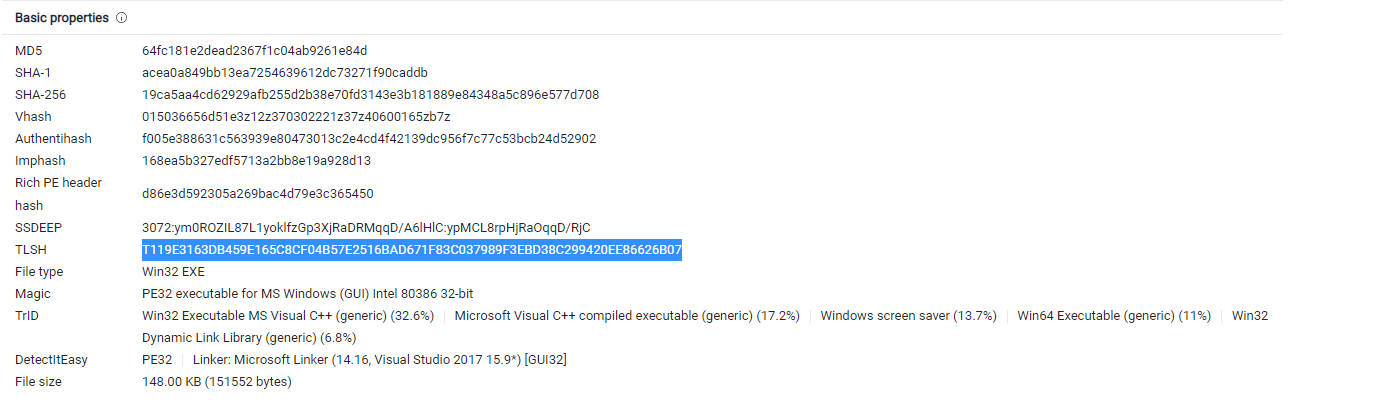 Basic properties
MD5 64fc181e2dead2367f1c04ab9261e84d
SHA-1 acea0a849bb13ea7254639612dc73271f90caddb
SHA-256 19ca5aa4cd62929afb255d2b38e70fd3143e3b181889e84348a5c896e577d708
Vhash 015036656d51e3z12z370302221z37z40600165zb7z
Authentihash f005e388631c563939e80473013c2e4cd4f42139dc956f7c77c53bcb24d52902
Imphash 168ea5b327edf5713a2bb8e19a928d13
Rich PE header
hash d86e3d592305a269bac4d79e3c365450
SSDEEP 3072:ym0ROZIL87L1yoklfzGp3XjRaDRMqqD/A6lHlC:ypMCL8rpHjRaOqqD/RjC
TLSH T119E3163DB459E165C8CF04B57E2516BAD671F83C037989F3EBD38C299420EE86626B07
File type Win32 EXE
Magic PE32 executable for MS Windows (GUI) Intel 80386 32-bit
TrID Win32 Executable MS Visual C++ (generic) (32.6%) Microsoft Visual C++ compiled executable (generic) (17.2%) Windows screen saver (13.7%) Win64 Executable (generic) (11%) Win32
Dynamic Link Library (generic) (6.8%)
DetectItEasy PE32 Linker: Microsoft Linker (14.16, Visual Studio 2017 15.9*) [GUI32]
File size 148.00 KB (151552 bytes)